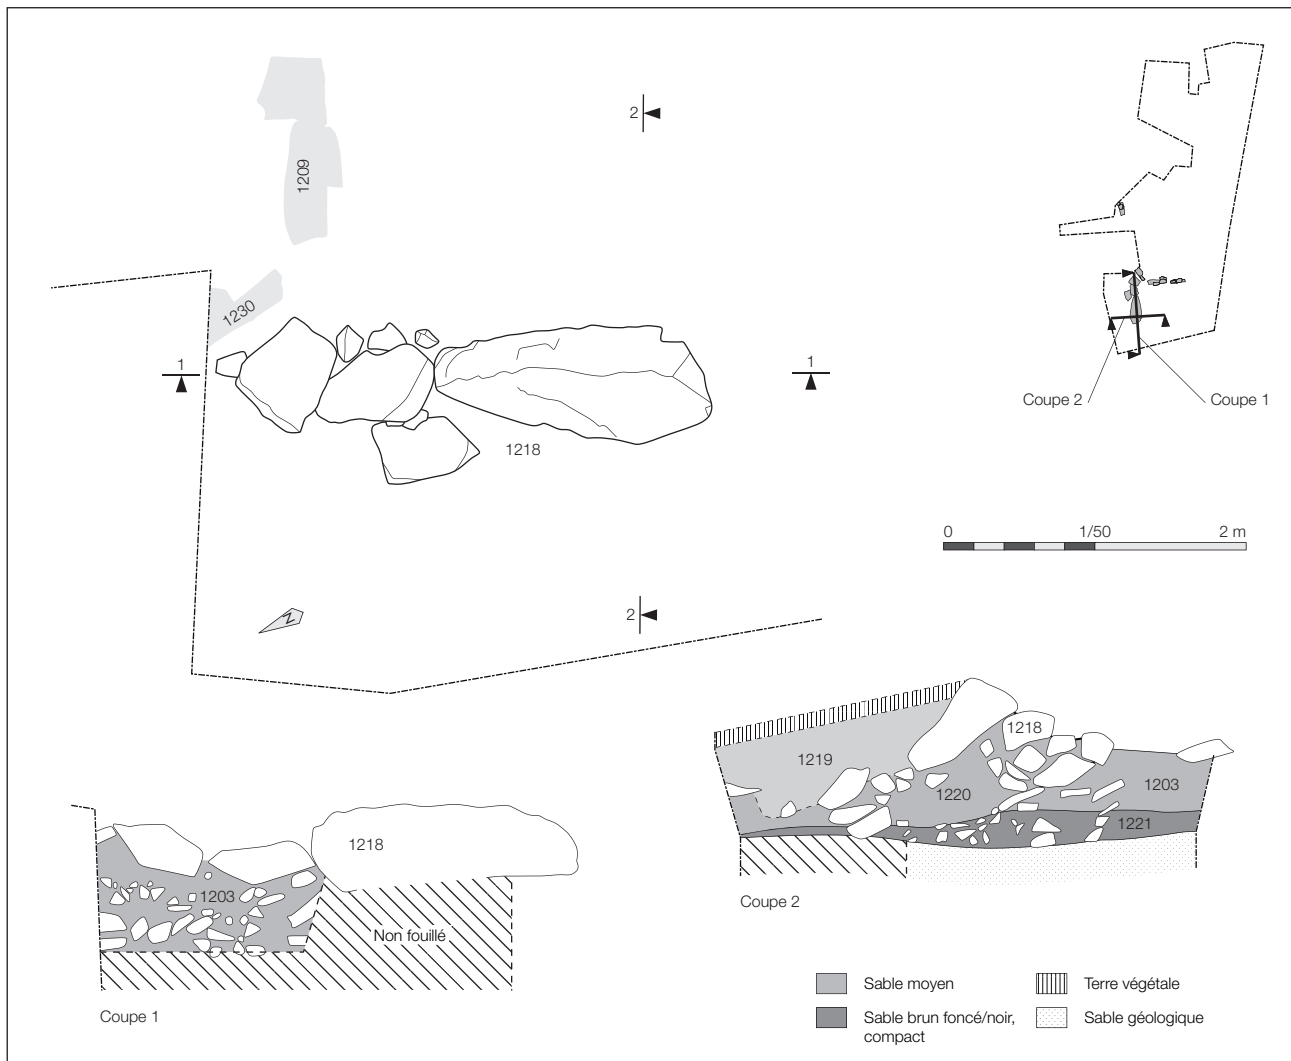 2
1209
1230
1
1
1218
2
N
Coupe 2
Coupe 1
0 1/50 2 m
1218
1203
Non fouillé
Coupe 1
1218
1219
1220
1203
1221
Coupe 2
Sable moyen
Terre végétale
Sable brun foncé/noir,
compact
Sable géologique